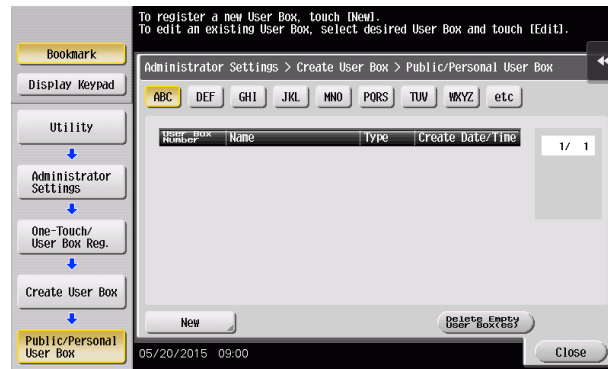 To register a new User Box, touch [New].
To edit an existing User Box, select desired User Box and touch [Edit].
Bookmark
Display Keypad
Utility
Administrator
Settings
One-Touch/
User Box Reg.
Create User Box
Public/Personal
User Box
Administrator Settings > Create User Box > Public/Personal User Box
ABC DEF GHI JKL MNO PQRS TUV WXYZ etc
User Box
Number Name Type Create Date/Time
1/ 1
New
Delete Empty
User Box(es)
05/20/2015 09:00
Close